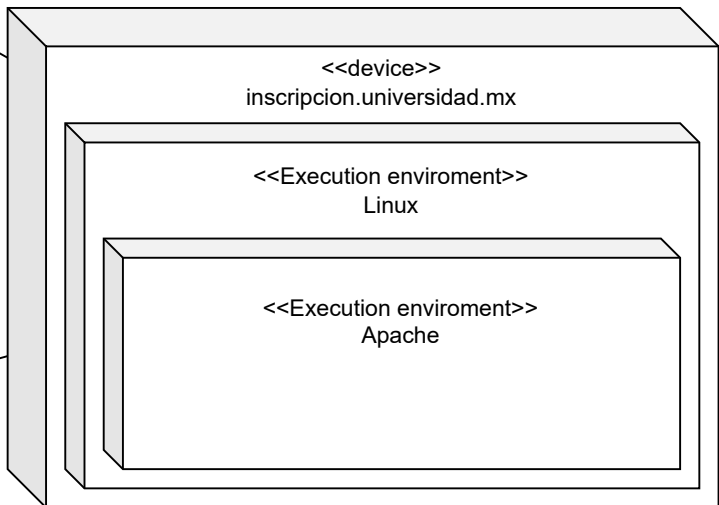 <<device>>
inscripcion.universidad.mx
<<Execution enviroment>>
Linux
<<Execution enviroment>>
Apache